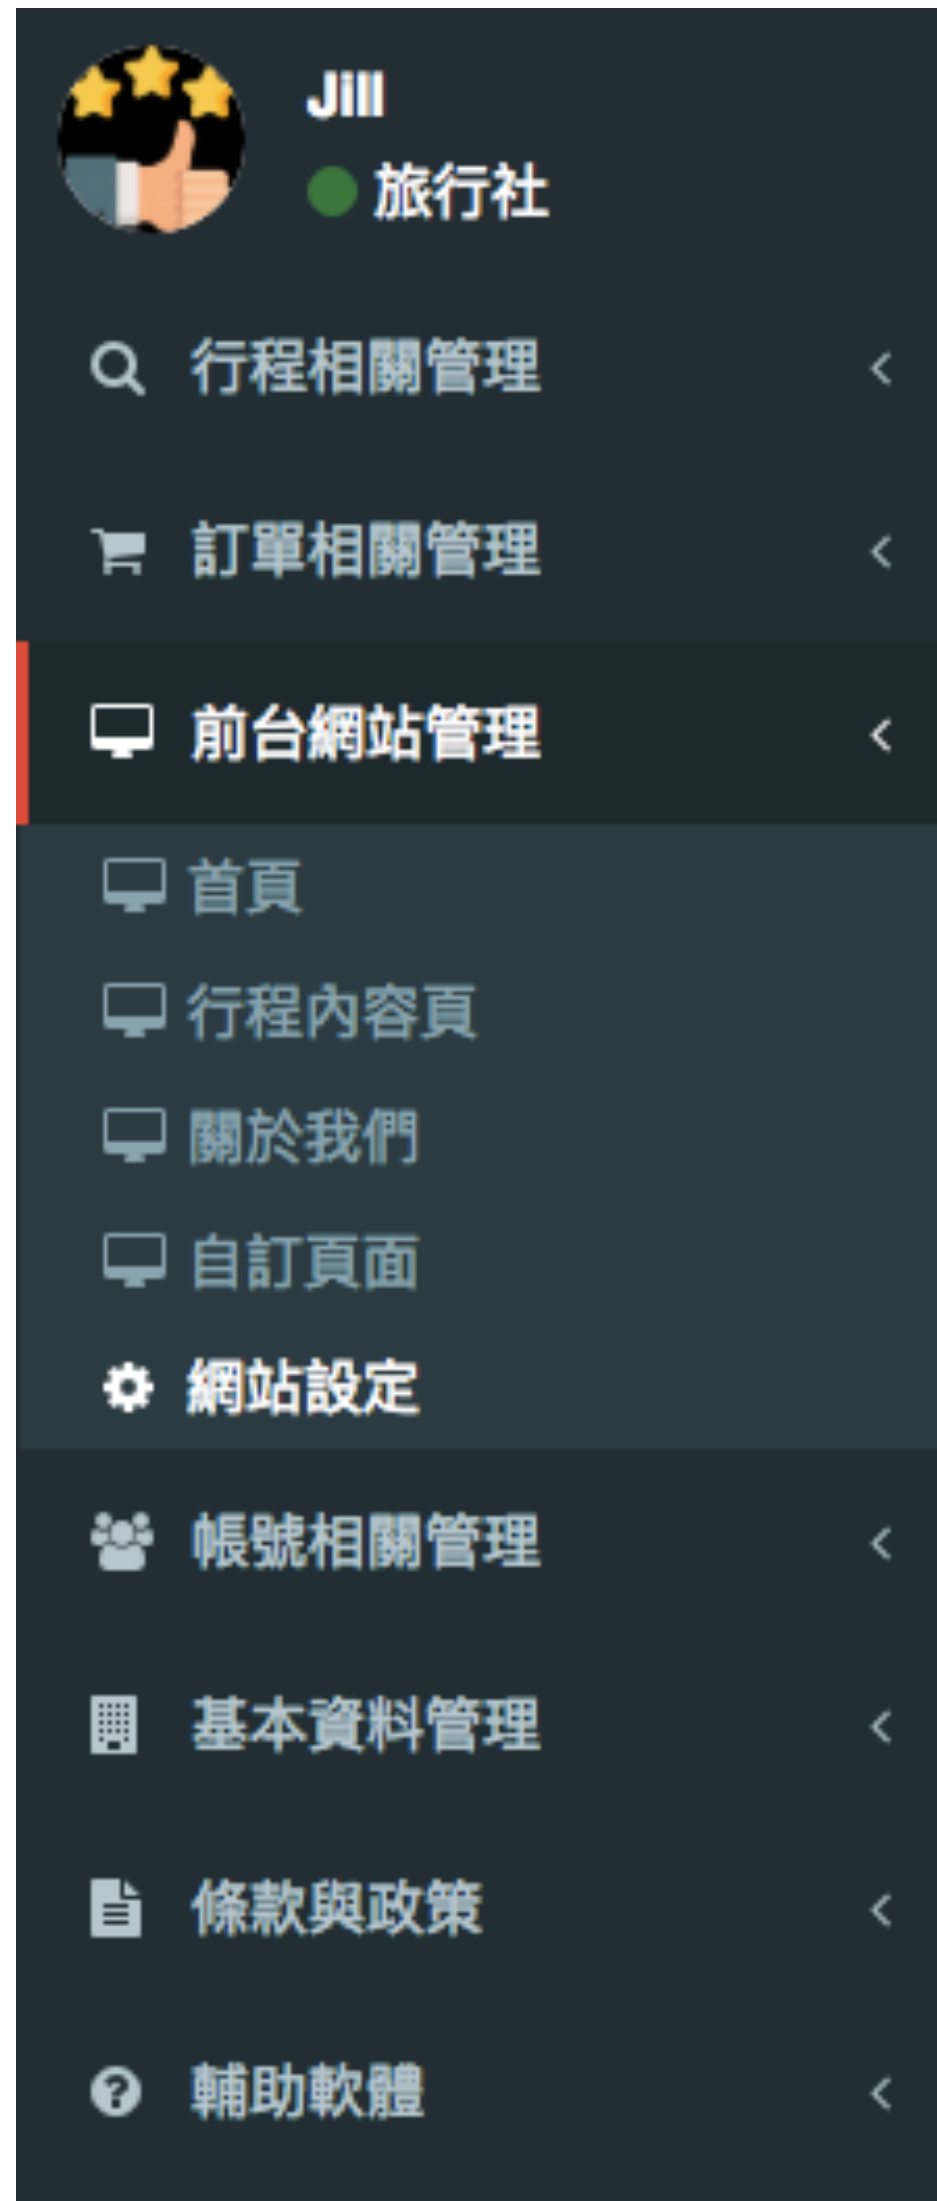 Jill
旅行社
行程相關管理
訂單相關管理
前台網站管理
首頁
行程內容頁
關於我們
自訂頁面
網站設定
帳號相關管理
基本資料管理
條款與政策
輔助軟體